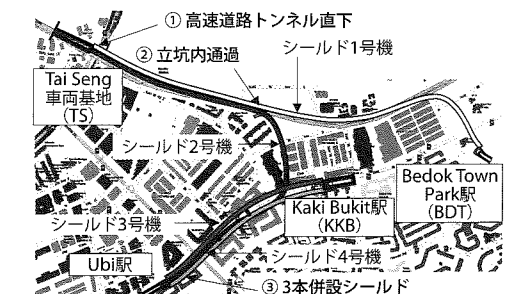 ① 高速道路トンネル直下
② 立坑内通過
シールド1号機
Tai Seng
車両基地
(TS)
シールド2号機
Bedok Town
Park駅
(BDT)
Kaki Bukit駅
(KKB)
シールド3号機
シールド4号機
Ubi駅
③ 3本併設シールド